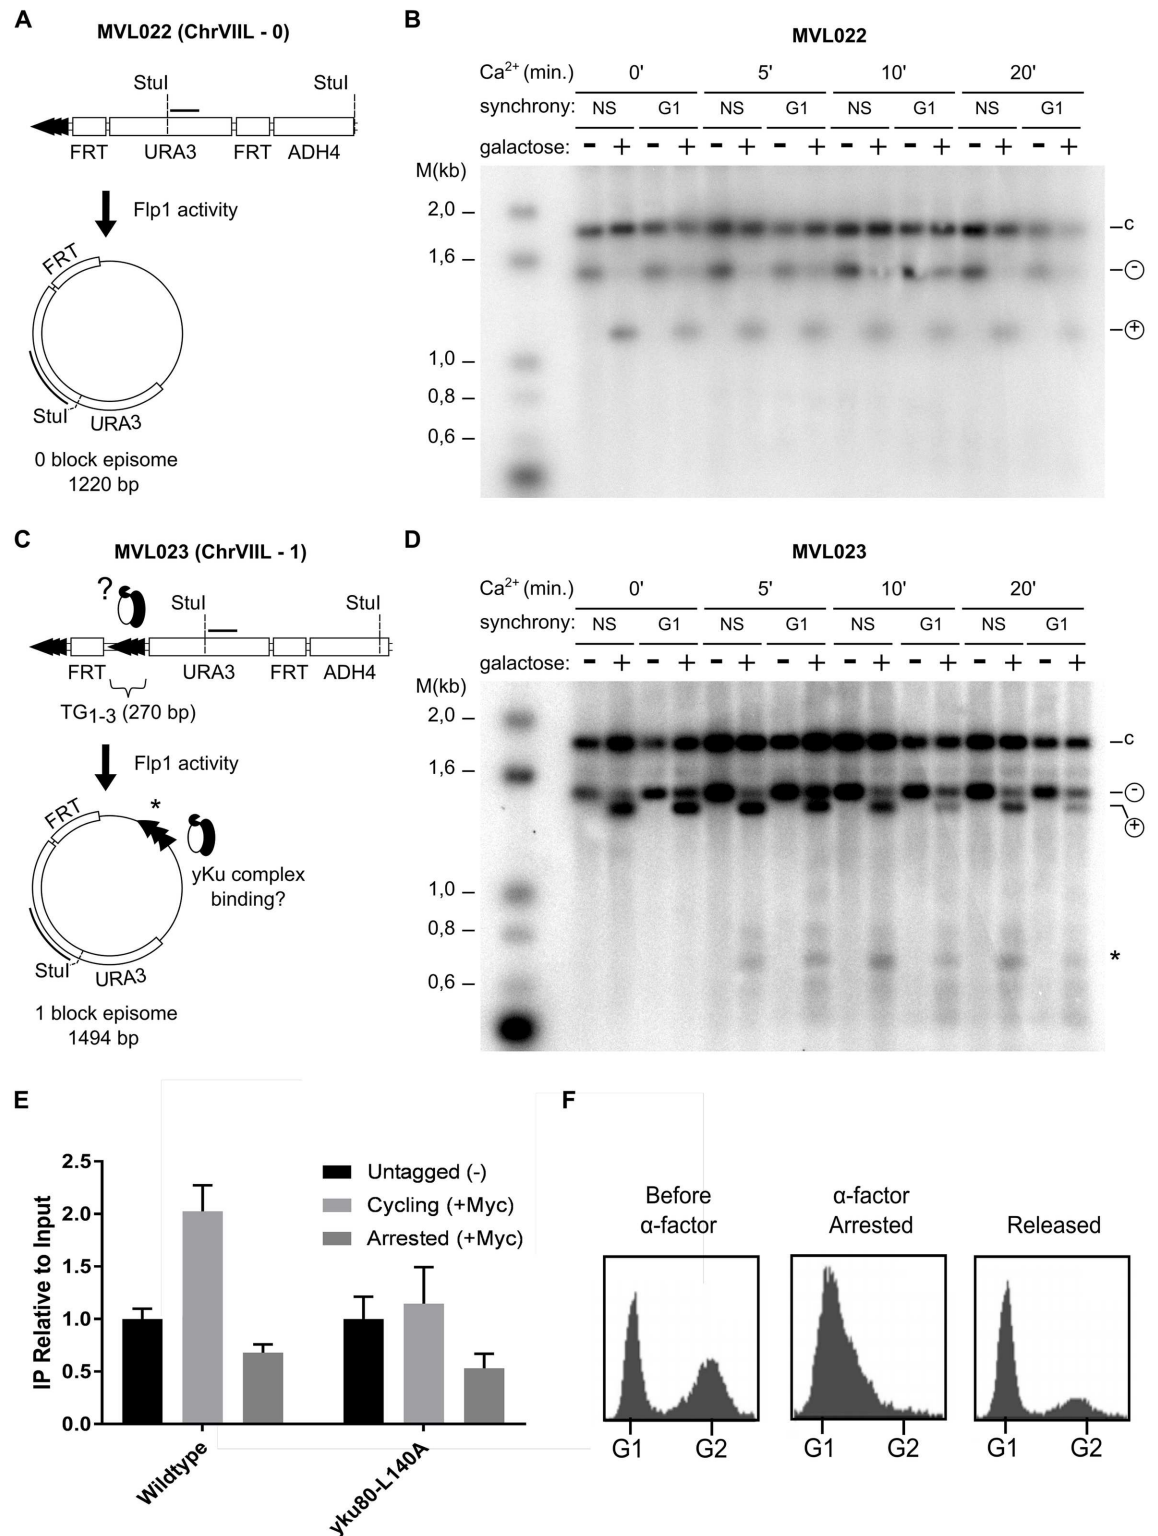 A
MVL022 (ChrVIIL - 0)
StuI
StuI
FRT
URA3
FRT
ADH4
Flp1 activity
FRT
StuI
URA3
0 block episome
1220 bp
B
MVL022
Ca2+ (min.)
0'
5'
10'
20'
synchrony:
NS
G1
NS
G1
NS
G1
NS
G1
galactose:
- + - + - + - + - + - + - + - +
M(kb)
2,0
1,6
1,0
0,8
0,6
c
-
+
C
MVL023 (ChrVIIL - 1)
?
StuI
StuI
FRT
URA3
FRT
ADH4
TG1-3 (270 bp)
Flp1 activity
FRT
*
yKu complex
binding?
StuI
URA3
1 block episome
1494 bp
D
MVL023
Ca2+ (min.)
0'
5'
10'
20'
synchrony:
NS
G1
NS
G1
NS
G1
NS
G1
galactose:
- + - + - + - + - + - + - + - +
M(kb)
2,0
1,6
1,0
0,8
0,6
c
-
+
*
E
IP Relative to Input
2.5
2.0
1.5
1.0
0.5
0.0
Untagged (-)
Cycling (+Myc)
Arrested (+Myc)
Wildtype
yku80-L140A
F
Before
α-factor
α-factor
Arrested
Released
G1
G2
G1
G2
G1
G2